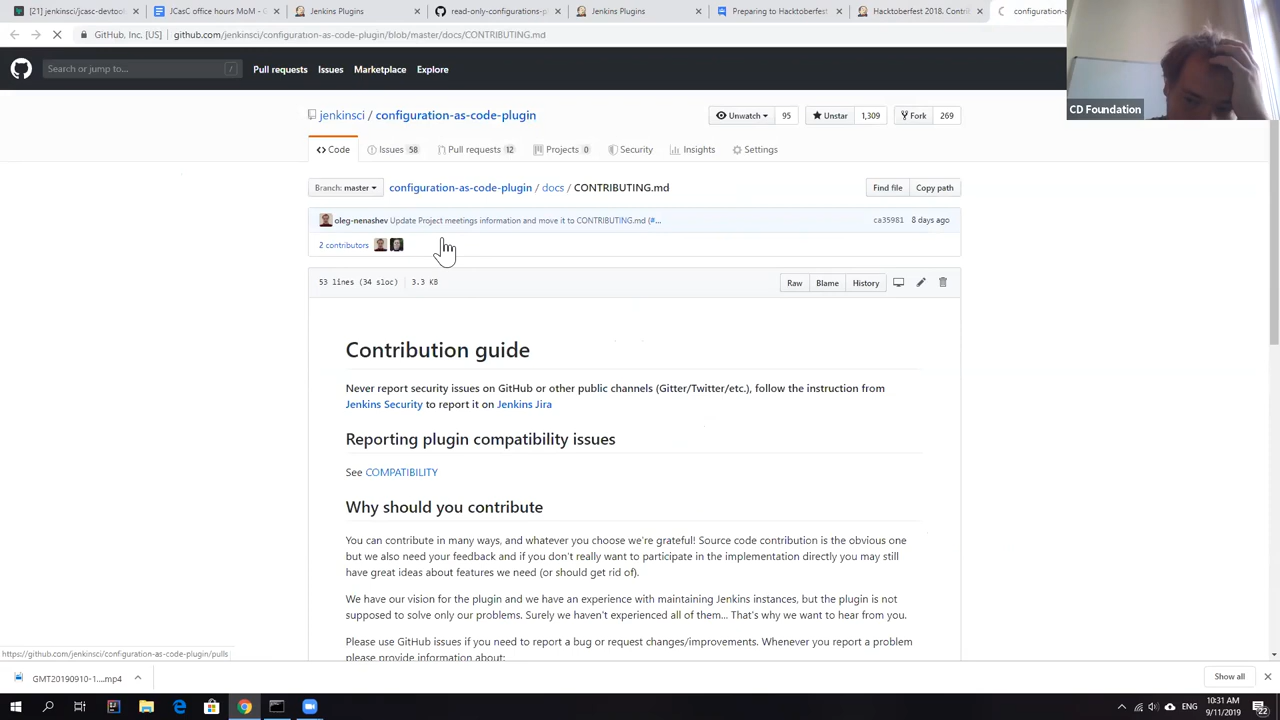 [21] jenkinsci/jasc-devtool
JCasC office hours MoM - G
Jenkins Plugins
read-only-configurations-p
Jenkins Plugins
Preparing to Hacktoberfest
Hacktoberfest 2018. Contri
configuration-as
GitHub, Inc. [US] | github.com/jenkinsci/configuration-as-code-plugin/blob/master/docs/CONTRIBUTING.md
Search or jump to... / Pull requests Issues Marketplace Explore
CD Foundation
jenkinsci / configuration-as-code-plugin Unwatch 95 Unstar 1,309 Fork 269
Code Issues 58 Pull requests 12 Projects 0 Security Insights Settings
Branch: master configuration-as-code-plugin / docs / CONTRIBUTING.md Find file Copy path
oleg-nenashev Update Project meetings information and move it to CONTRIBUTING.md (#... ca35981 8 days ago
2 contributors
53 lines (34 sloc) 3.3 KB Raw Blame History
Contribution guide
Never report security issues on GitHub or other public channels (Gitter/Twitter/etc.), follow the instruction from
Jenkins Security to report it on Jenkins Jira
Reporting plugin compatibility issues
See COMPATIBILITY
Why should you contribute
You can contribute in many ways, and whatever you choose we're grateful! Source code contribution is the obvious one
but we also need your feedback and if you don't really want to participate in the implementation directly you may still
have great ideas about features we need (or should get rid of).
We have our vision for the plugin and we have an experience with maintaining Jenkins instances, but the plugin is not
supposed to solve only our problems. Surely we haven't experienced all of them... That's why we want to hear from you.
Please use GitHub issues if you need to report a bug or request changes/improvements. Whenever you report a problem
please provide information about:
https://github.com/jenkinsci/configuration-as-code-plugin/pulls
GMT20190910-1....mp4 Show all
ENG 10:31 AM
9/11/2019 22